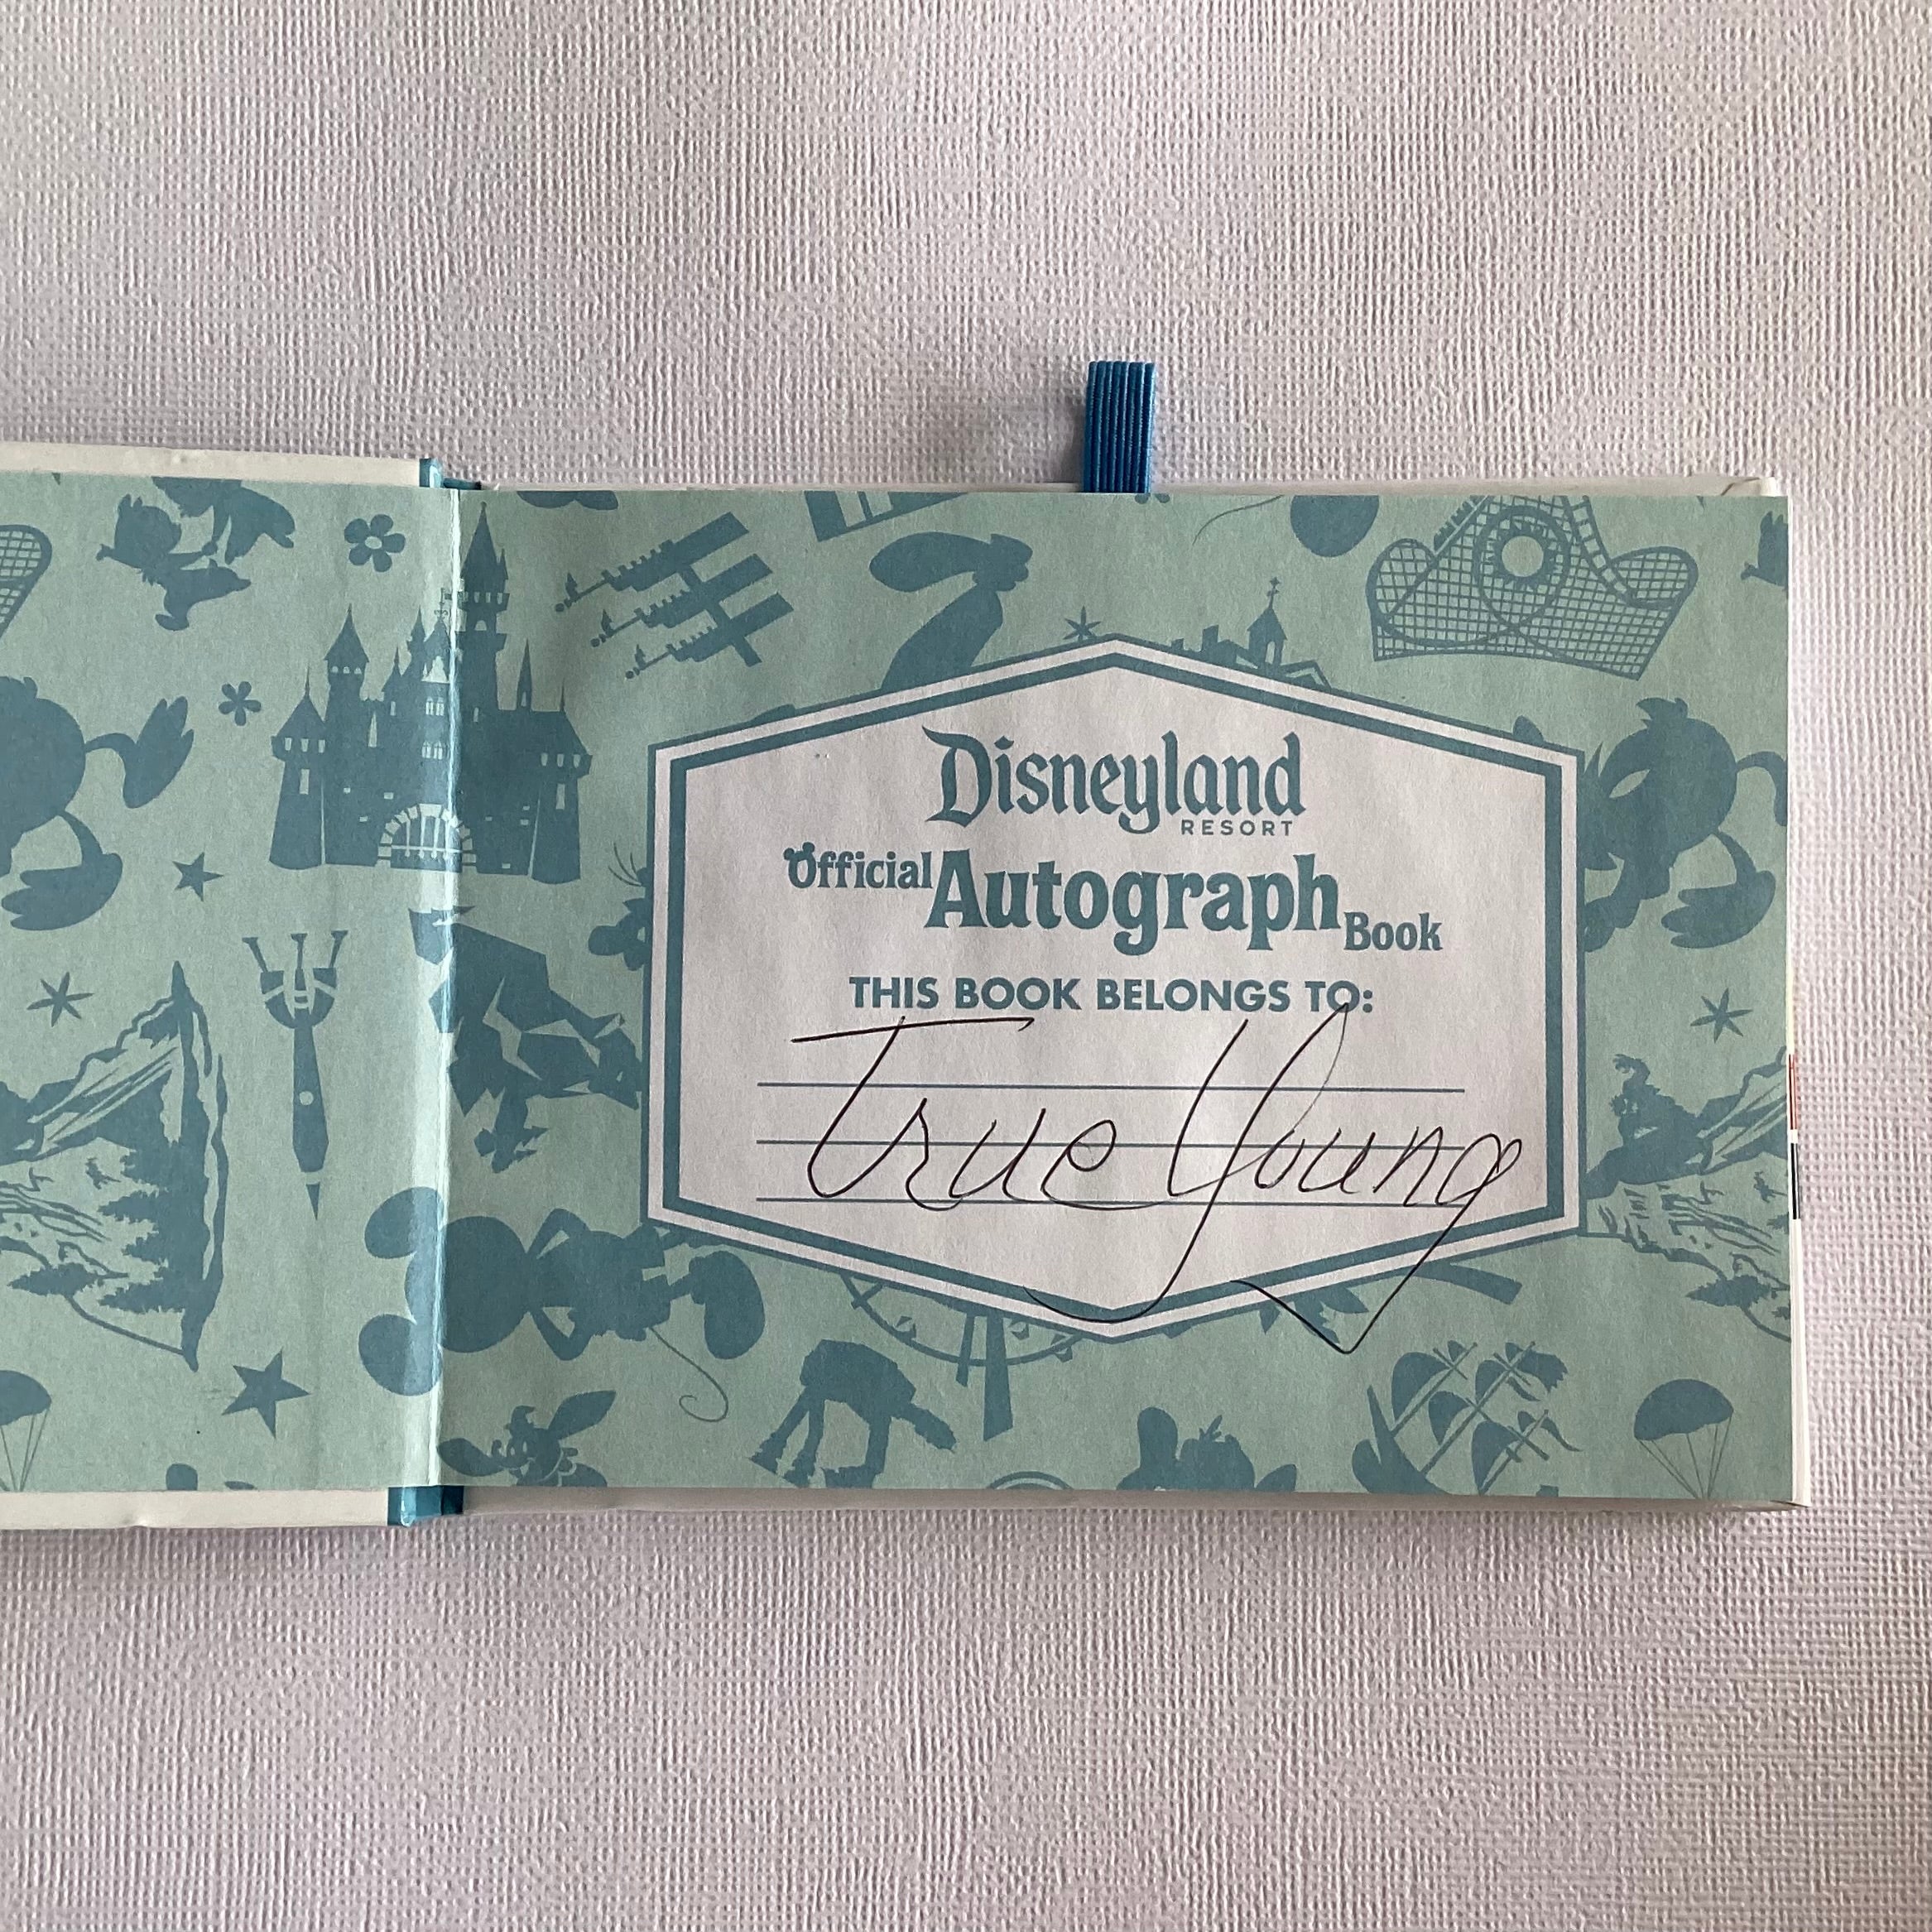 Disneyland
RESORT
Official Autograph Book
THIS BOOK BELONGS TO:
True Young